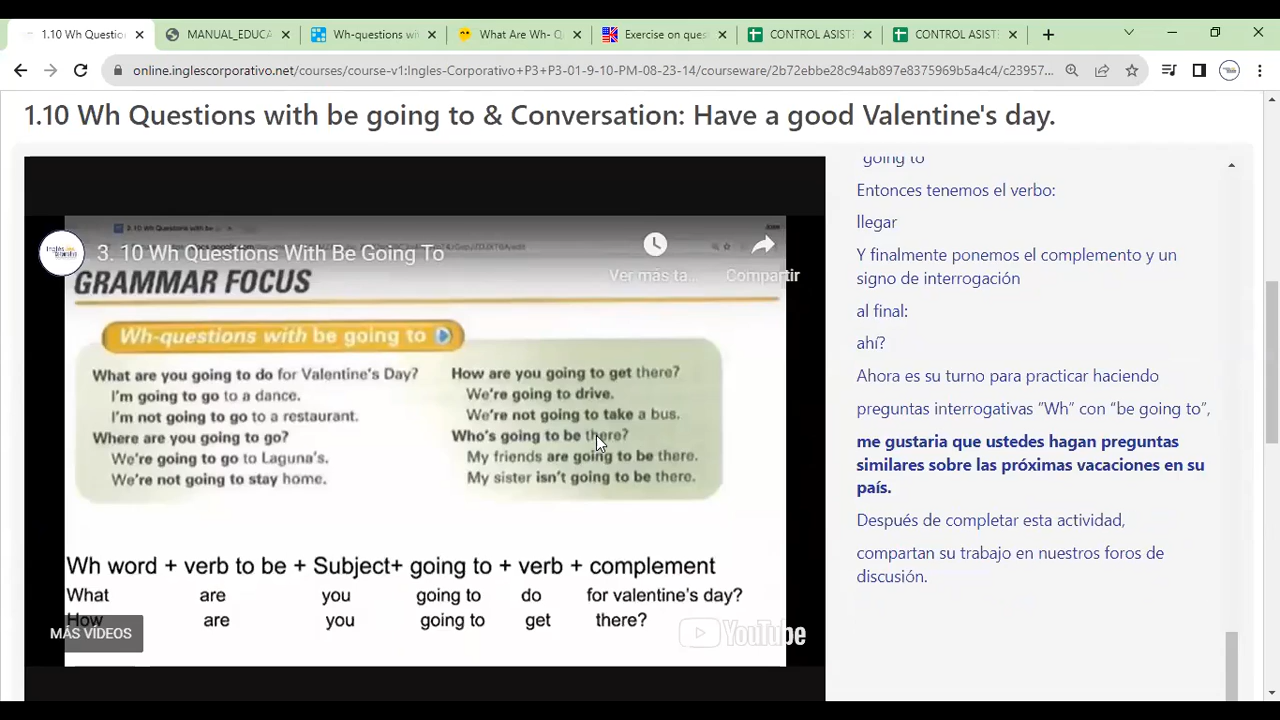 1.10 Wh Questio
MANUAL_EDUCA
Wh-questions wi
What Are Wh- Q
Exercise on ques
CONTROL ASIST
CONTROL ASIST
online.inglescorporativo.net/courses/course-v1:Ingles-Corporativo+P3+P3-01-9-10-PM-08-23-14/courseware/2b72ebbe28c94ab897e8375969b5a4c4/c23957...
1.10 Wh Questions with be going to & Conversation: Have a good Valentine's day.
3. 10 Wh Questions With Be Going To
Ver más ta...
Compartir
GRAMMAR FOCUS
Wh-questions with be going to
What are you going to do for Valentine's Day?
I'm going to go to a dance.
I'm not going to go to a restaurant.
Where are you going to go?
We're going to go to Laguna's.
We're not going to stay home.
How are you going to get there?
We're going to drive.
We're not going to take a bus.
Who's going to be there?
My friends are going to be there.
My sister isn't going to be there.
Wh word + verb to be + Subject+ going to + verb + complement
What are you going to do for valentine's day?
How are you going to get there?
MÁS VÍDEOS
YouTube
going to
Entonces tenemos el verbo:
llegar
Y finalmente ponemos el complemento y un
signo de interrogación
al final:
ahí?
Ahora es su turno para practicar haciendo
preguntas interrogativas “Wh” con “be going to”,
me gustaria que ustedes hagan preguntas
similares sobre las próximas vacaciones en su
país.
Después de completar esta actividad,
compartan su trabajo en nuestros foros de
discusión.